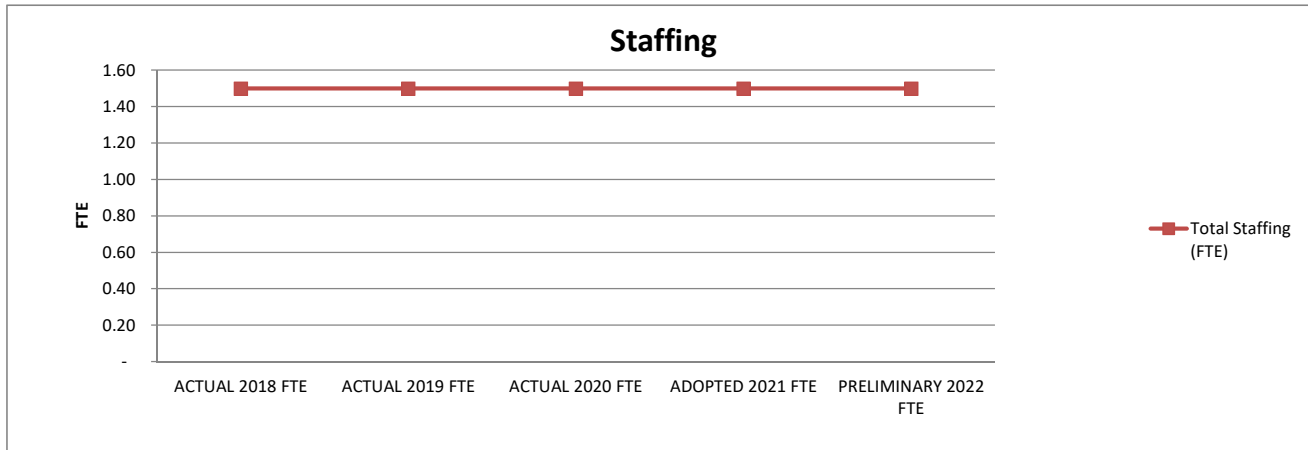 Staffing
1.60
1.40
1.20
1.00
0.80
0.60
0.40
0.20
-
FTE
ACTUAL 2018 FTE
ACTUAL 2019 FTE
ACTUAL 2020 FTE
ADOPTED 2021 FTE
PRELIMINARY 2022
FTE
Total Staffing
(FTE)